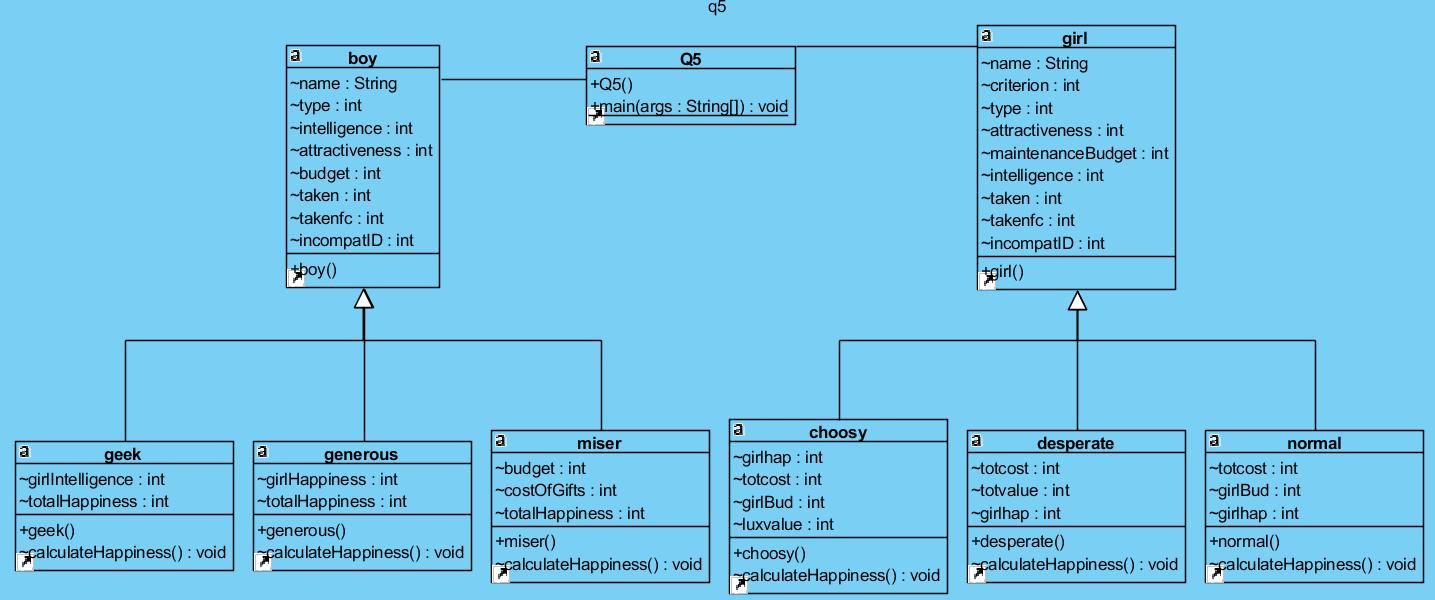 q5
boy
~name : String
~type : int
~intelligence : int
~attractiveness : int
~budget : int
~taken : int
~takenfc : int
~incompatID : int
+boy()
Q5
+Q5()
+main(args : String[]) : void
girl
~name : String
~criterion : int
~type : int
~attractiveness : int
~maintenanceBudget : int
~intelligence : int
~taken : int
~takenfc : int
~incompatID : int
+girl()
geek
~girlIntelligence : int
~totalHappiness : int
+geek()
~calculateHappiness() : void
generous
~girlHappiness : int
~totalHappiness : int
+generous()
~calculateHappiness() : void
miser
~budget : int
~costOfGifts : int
~totalHappiness : int
+miser()
~calculateHappiness() : void
choosy
~girlhap : int
~totcost : int
~girlBud : int
~luxvalue : int
+choosy()
~calculateHappiness() : void
desperate
~totcost : int
~totvalue : int
~girlhap : int
+desperate()
~calculateHappiness() : void
normal
~totcost : int
~girlBud : int
~girlhap : int
+normal()
~calculateHappiness() : void